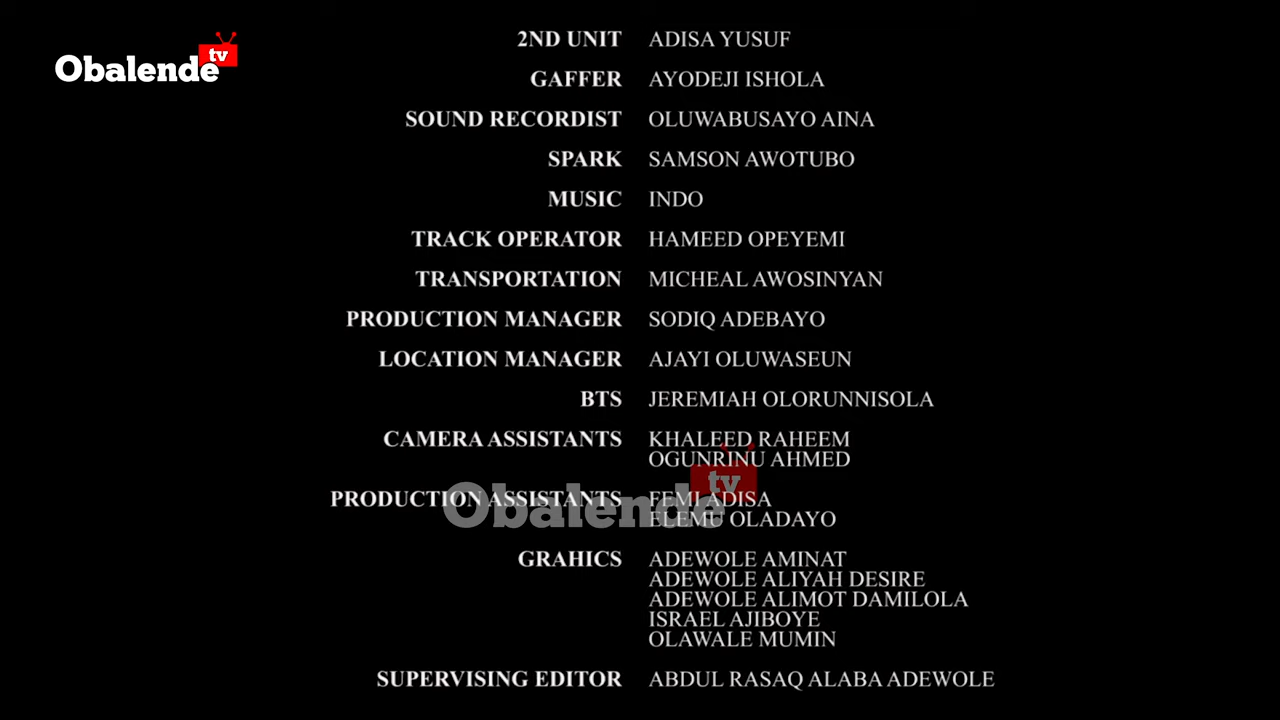 Obalende tv
2ND UNIT ADISA YUSUF
GAFFER AYODEJI ISHOLA
SOUND RECORDIST OLUWABUSAYO AINA
SPARK SAMSON AWOTUBO
MUSIC INDO
TRACK OPERATOR HAMEED OPEYEMI
TRANSPORTATION MICHEAL AWOSINYAN
PRODUCTION MANAGER SODIQ ADEBAYO
LOCATION MANAGER AJAYI OLUWASEUN
BTS JEREMIAH OLORUNNISOLA
CAMERA ASSISTANTS KHALEED RAHEEM
OGUNRINU AHMED
PRODUCTION ASSISTANTS FEMI ADISA
Obalende tv
ELEMU OLADAYO
GRAHICS ADEWOLE AMINAT
ADEWOLE ALIYAH DESIRE
ADEWOLE ALIMOT DAMILOLA
ISRAEL AJIBOYE
OLAWALE MUMIN
SUPERVISING EDITOR ABDUL RASAQ ALABA ADEWOLE